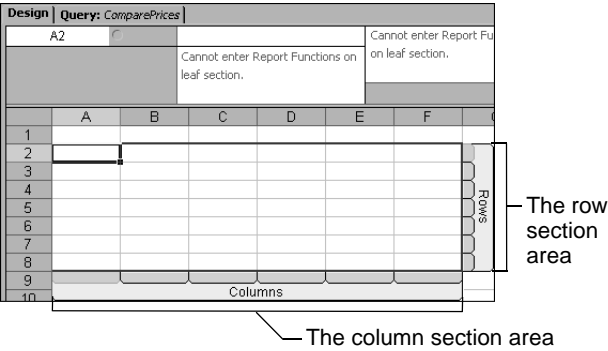 Design Query: ComparePrices
A2
Cannot enter Report Functions on leaf section.
Cannot enter Report Fu
on leaf section.
A B C D E F
1
2
3
4
5
6
7
8
9
10
Rows
Columns
The row
section
area
The column section area